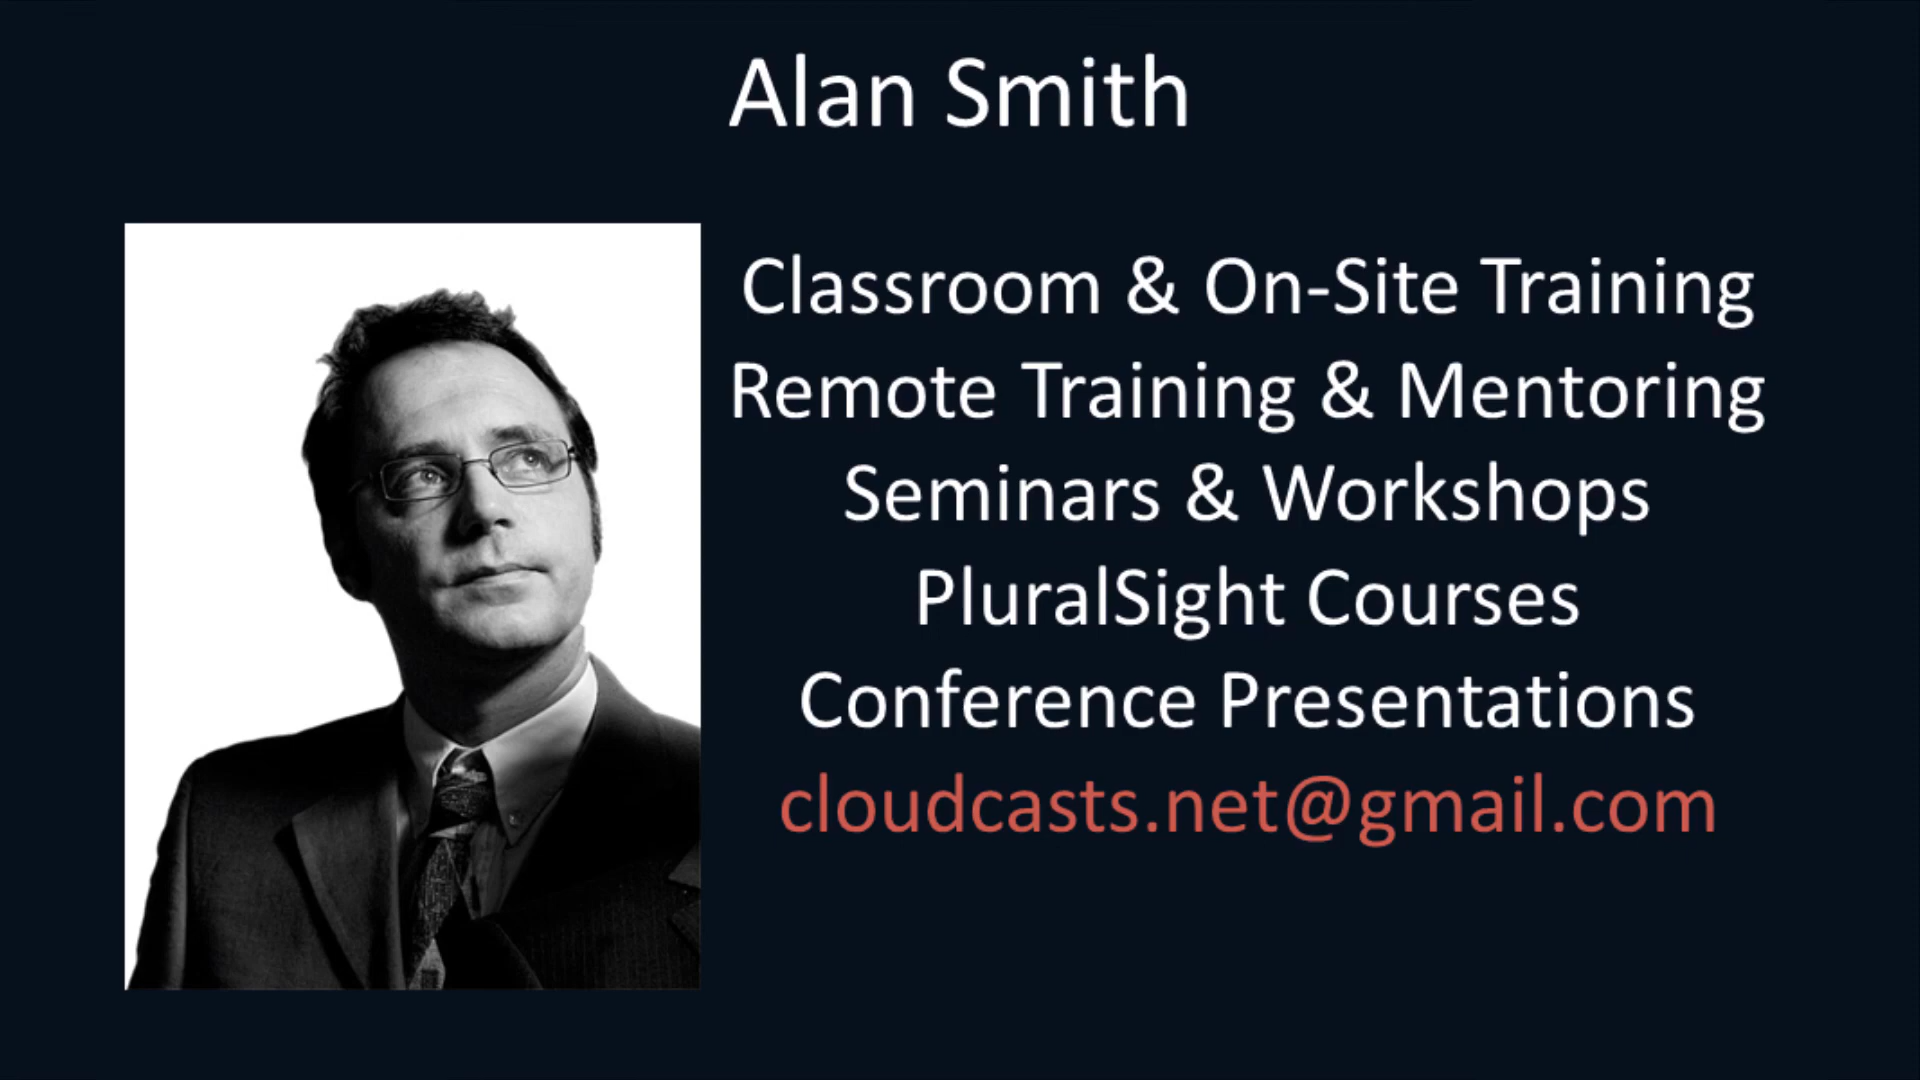 Alan Smith
Classroom & On-Site Training
Remote Training & Mentoring
Seminars & Workshops
PluralSight Courses
Conference Presentations
cloudcasts.net@gmail.com